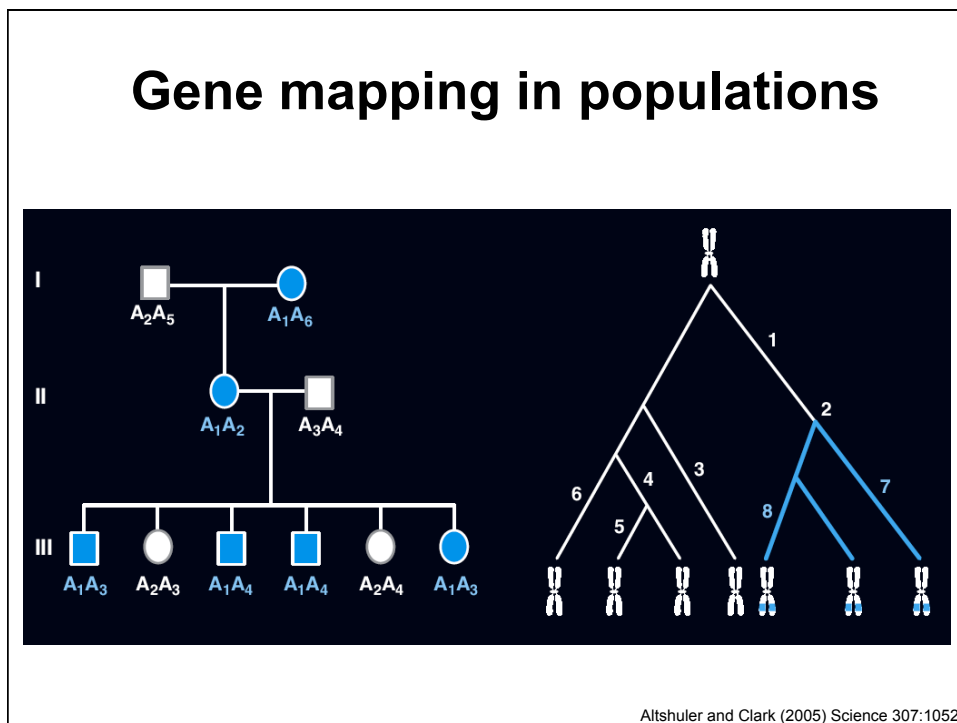 Gene mapping in populations
I
A₂A₅ A₁A₆
II
A₁A₂ A₃A₄
III
A₁A₃ A₂A₃ A₁A₄ A₁A₄ A₂A₄ A₁A₃
1
2
3
4
5
6
7
8
Altshuler and Clark (2005) Science 307:1052